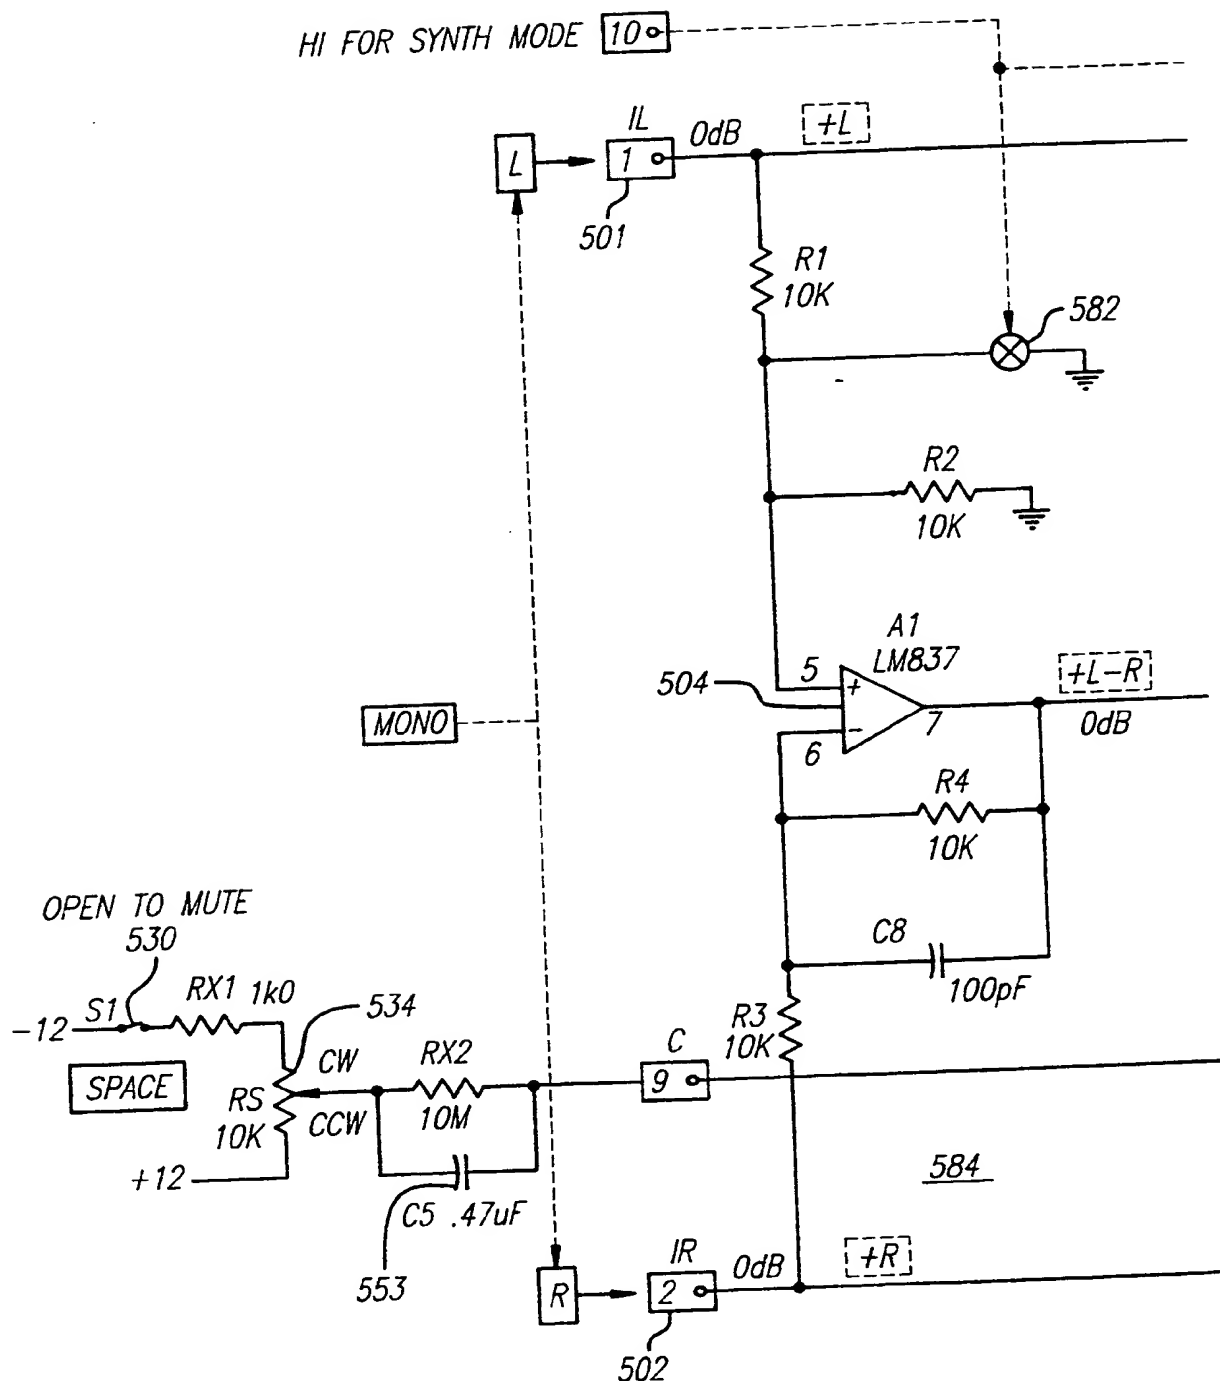 HI FOR SYNTH MODE 10
IL
L 1 0dB +L
501
R1
10K
582
R2
10K
A1
LM837
504 5 + +L-R
MONO 6 - 7 0dB
R4
10K
OPEN TO MUTE
530
C8
100pF
S1 RX1 1k0 534
-12
R3
10K
C
SPACE CW RX2 9
RS CCW 10M
10K
584
+12
C5 .47uF
553
IR
R 2 0dB +R
502